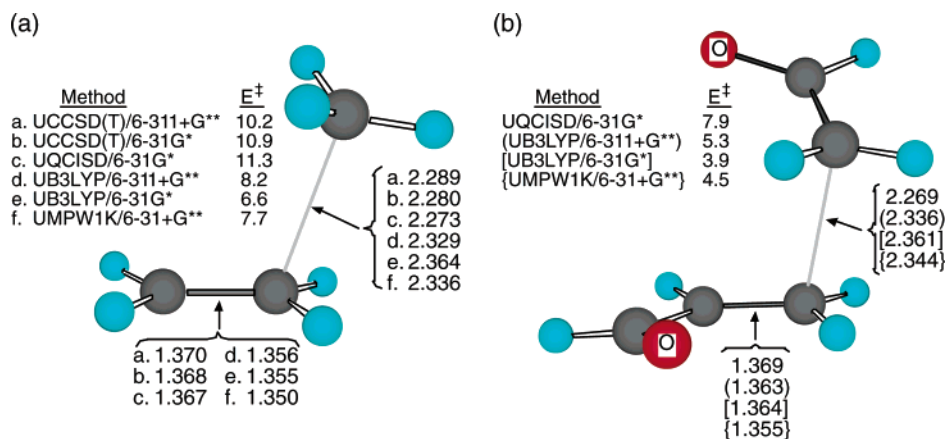 (a)
Method E‡
a. UCCSD(T)/6-311+G** 10.2
b. UCCSD(T)/6-31G* 10.9
c. UQCISD/6-31G* 11.3
d. UB3LYP/6-311+G** 8.2
e. UB3LYP/6-31G* 6.6
f. UMPW1K/6-31+G** 7.7
a. 2.289
b. 2.280
c. 2.273
d. 2.329
e. 2.364
f. 2.336
a. 1.370 d. 1.356
b. 1.368 e. 1.355
c. 1.367 f. 1.350
(b)
O
Method E‡
UQCISD/6-31G* 7.9
(UB3LYP/6-311+G**) 5.3
[UB3LYP/6-31G*] 3.9
{UMPW1K/6-31+G**} 4.5
2.269
(2.336)
[2.361]
{2.344}
O
1.369
(1.363)
[1.364]
{1.355}